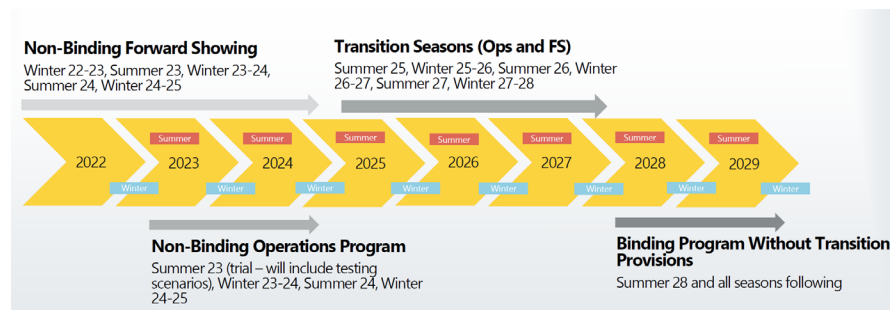 Non-Binding Forward Showing
Winter 22-23, Summer 23, Winter 23-24,
Summer 24, Winter 24-25
Transition Seasons (Ops and FS)
Summer 25, Winter 25-26, Summer 26, Winter
26-27, Summer 27, Winter 27-28
Summer
Summer
Summer
Summer
Summer
Summer
Summer
2022
2023
2024
2025
2026
2027
2028
2029
Winter
Winter
Winter
Winter
Winter
Winter
Winter
Winter
Non-Binding Operations Program
Summer 23 (trial – will include testing
scenarios), Winter 23-24, Summer 24, Winter
24-25
Binding Program Without Transition
Provisions
Summer 28 and all seasons following